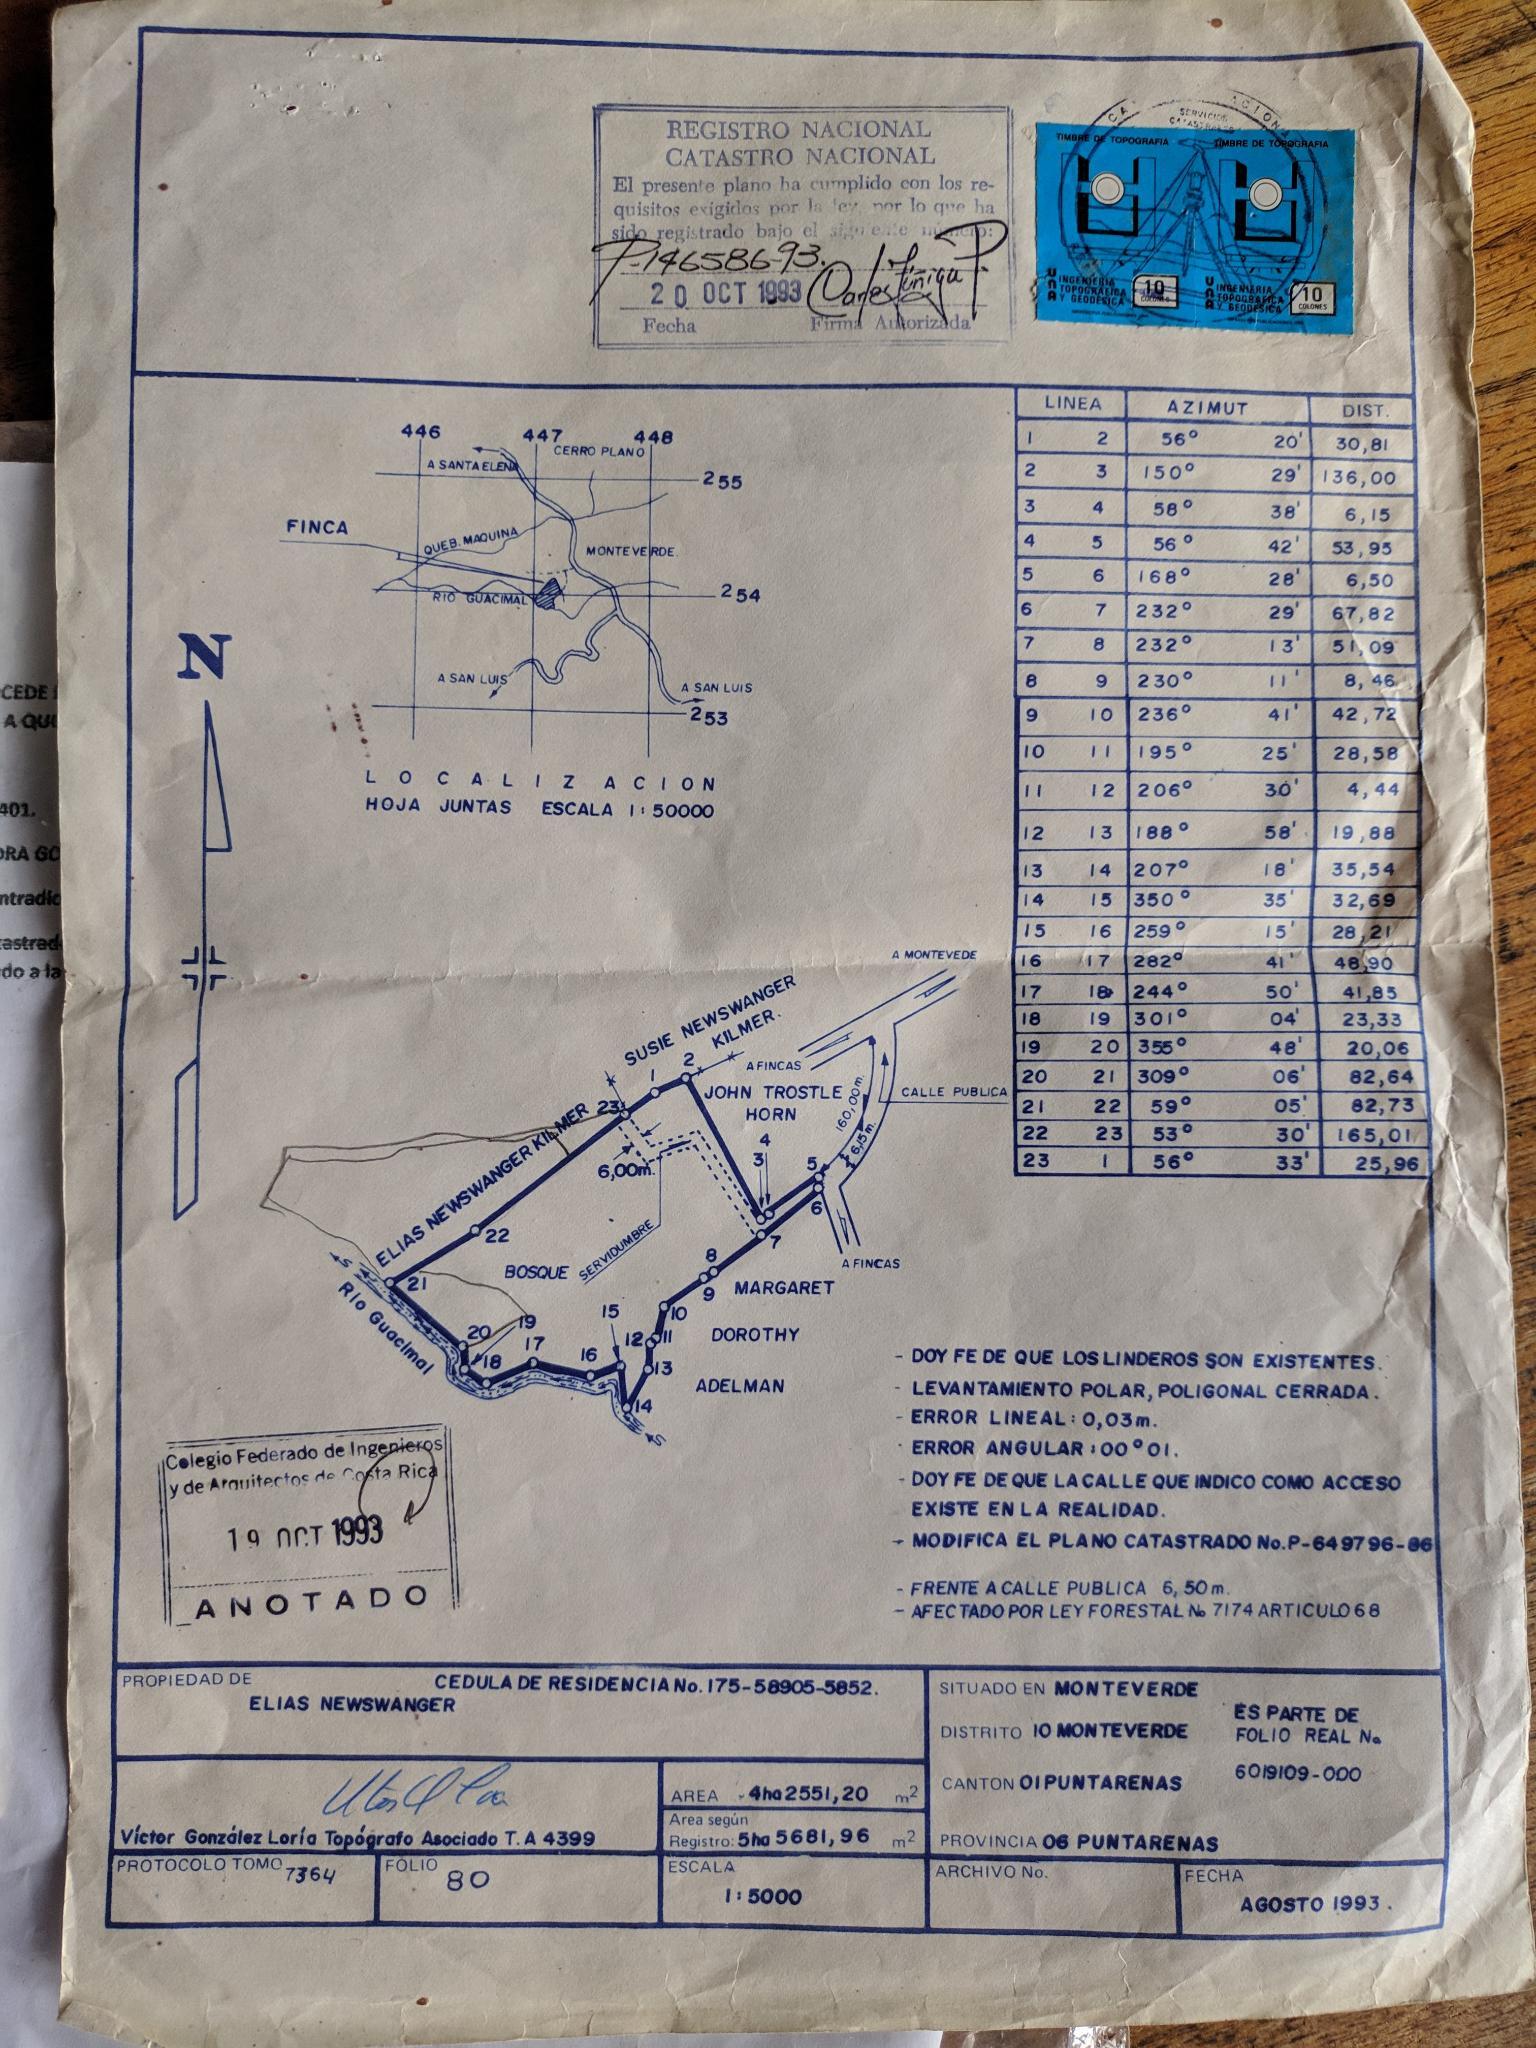 REGISTRO NACIONAL
CATASTRO NACIONAL
El presente plano ha cumplido con los re-
quisitos exigidos por la ley, por lo que ha
sido registrado bajo el siguiente número:
P-146586-93.
20 OCT 1993
Fecha Firma Autorizada
SERVICIOS
TIMBRE DE TOPOGRAFIA TIMBRE DE TOPOGRAFIA
UNA INGENIERIA TOPOGRAFICA Y GEODESICA 10 COLONES
UNA INGENIERIA TOPOGRAFICA Y GEODESICA 10 COLONES
446 447 448
CERRO PLANO
A SANTA ELENA
255
FINCA
QUEB. MAQUINA
MONTEVERDE.
RIO GUACIMAL
254
A SAN LUIS
A SAN LUIS
253
N
LOCALIZACION
HOJA JUNTAS ESCALA 1:50000
LINEA AZIMUT DIST.
1 2 56° 20' 30,81
2 3 150° 29' 136,00
3 4 58° 38' 6,15
4 5 56° 42' 53,95
5 6 168° 28' 6,50
6 7 232° 29' 67,82
7 8 232° 13' 51,09
8 9 230° 11' 8,46
9 10 236° 41' 42,72
10 11 195° 25' 28,58
11 12 206° 30' 4,44
12 13 188° 58' 19,88
13 14 207° 18' 35,54
14 15 350° 35' 32,69
15 16 259° 15' 28,21
16 17 282° 41' 48,90
17 18 244° 50' 41,85
18 19 301° 04' 23,33
19 20 355° 48' 20,06
20 21 309° 06' 82,64
21 22 59° 05' 82,73
22 23 53° 30' 165,01
23 1 56° 33' 25,96
A MONTEVEDE
SUSIE NEWSWANGER
KILMER.
A FINCAS
JOHN TROSTLE
HORN
CALLE PUBLICA
160,00m.
6,15m.
ELIAS NEWSWANGER KILMER
6,00m.
1
2
3
4
5
6
7
8
9
10
11
12
13
14
15
16
17
18
19
20
21
22
23
BOSQUE
SERVIDUMBRE
A FINCAS
MARGARET
DOROTHY
ADELMAN
Río Guacimal
S
S
- DOY FE DE QUE LOS LINDEROS SON EXISTENTES.
- LEVANTAMIENTO POLAR, POLIGONAL CERRADA.
- ERROR LINEAL: 0,03m.
- ERROR ANGULAR: 00°01.
- DOY FE DE QUE LA CALLE QUE INDICO COMO ACCESO
EXISTE EN LA REALIDAD.
- MODIFICA EL PLANO CATASTRADO No.P-649796-86
- FRENTE A CALLE PUBLICA 6,50m.
- AFECTADO POR LEY FORESTAL No 7174 ARTICULO 68
Colegio Federado de Ingenieros
y de Arquitectos de Costa Rica
19 OCT 1993
ANOTADO
PROPIEDAD DE CEDULA DE RESIDENCIA No. 175-58905-5852.
ELIAS NEWSWANGER
Víctor González Loría Topógrafo Asociado T.A 4399
PROTOCOLO TOMO 7364
FOLIO 80
AREA 4ha 2551,20 m2
Area según
Registro: 5ha 5681,96 m2
ESCALA
1:5000
SITUADO EN MONTEVERDE
DISTRITO 10 MONTEVERDE
CANTON 01 PUNTARENAS
PROVINCIA 06 PUNTARENAS
ES PARTE DE
FOLIO REAL No
6019109-000
ARCHIVO No.
FECHA
AGOSTO 1993.
CEDE
A QU
401.
ORA GO
ntradic
tastrad
do a la